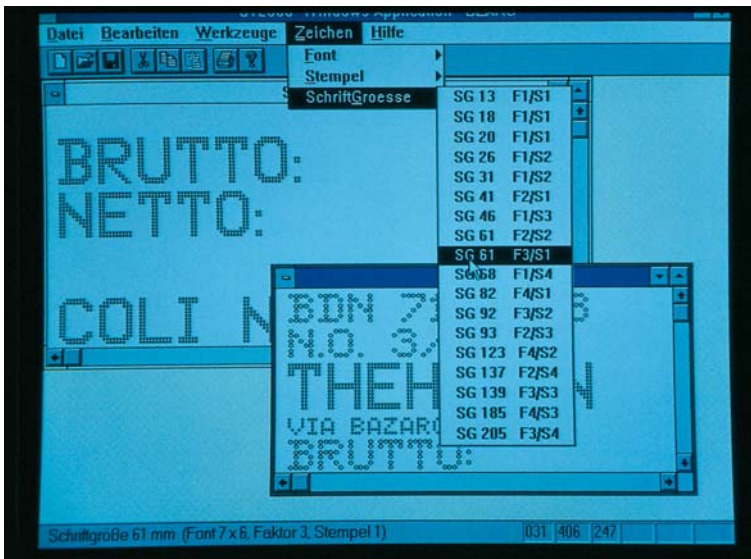 Datei Bearbeiten Werkzeuge Zeichen Hilfe
Font
Stempel
SchriftGroesse
SG 13 F1/S1
SG 18 F1/S1
SG 20 F1/S1
SG 26 F1/S2
SG 31 F1/S2
SG 41 F2/S1
SG 46 F1/S3
SG 61 F2/S2
SG 61 F3/S1
SG 68 F1/S4
SG 82 F4/S1
SG 92 F3/S2
SG 93 F2/S3
SG 123 F4/S2
SG 137 F2/S4
SG 139 F3/S3
SG 185 F4/S3
SG 205 F3/S4
BRUTTO:
NETTO:
COLI
BDN
N.O.
VIA
BRUTTO:
Schriftgröße 61 mm (Font 7 x 6, Faktor 3, Stempel 1) 031 406 247